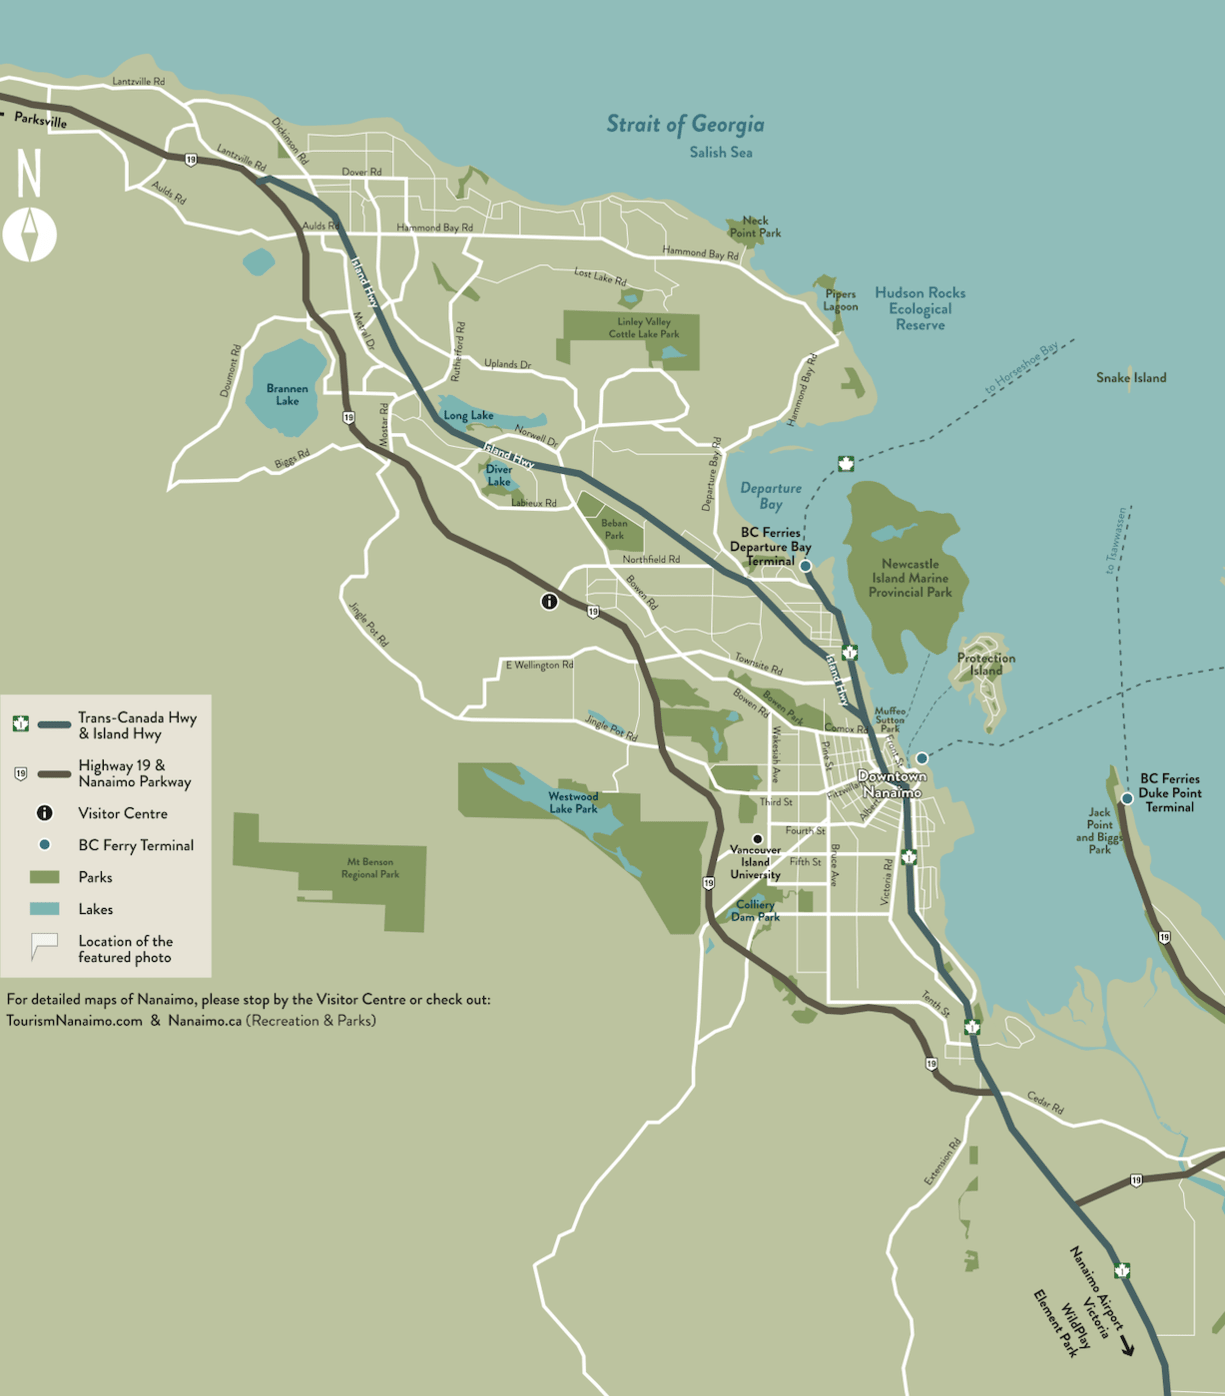 Lantzville Rd
Parksville
19
Dickinson Rd
Lantzville Rd
Dover Rd
N
Aulds Rd
Aulds Rd
Hammond Bay Rd
Strait of Georgia
Salish Sea
Neck
Point Park
Hammond Bay Rd
Lost Lake Rd
Island Hwy
Pipers
Lagoon
Hudson Rocks
Ecological
Reserve
Linley Valley
Cottle Lake Park
Metral Dr
Rutherford Rd
Doumont Rd
Uplands Dr
to Horseshoe Bay
Snake Island
Brannen
Lake
Hammond Bay Rd
Long Lake
19
Mostar Rd
Norwell Dr
Island Hwy
Biggs Rd
Diver
Lake
Labieux Rd
Departure Bay Rd
Departure
Bay
to Tsawwassen
Beban
Park
BC Ferries
Departure Bay
Terminal
Northfield Rd
Newcastle
Island Marine
Provincial Park
Bowen Rd
19
Jingle Pot Rd
E Wellington Rd
Townsite Rd
1
Island Hwy
Protection
Island
Bowen Rd
Bowen Park
Muffeo
Sutton
Park
Comox Rd
Front St
Jingle Pot Rd
Wakesiah Ave
Pine St
Downtown
Nanaimo
Fitzwilliam
Albert
Third St
Westwood
Lake Park
Fourth St
BC Ferries
Duke Point
Terminal
Jack
Point
and Biggs
Park
Vancouver
Island
University
Fifth St
Bruce Ave
Victoria Rd
1
Mt Benson
Regional Park
19
Colliery
Dam Park
19
Tenth St
1
19
Cedar Rd
Extension Rd
19
1
Nanaimo Airport
Victoria
WildPlay
Element Park
1
Trans-Canada Hwy
& Island Hwy
19
Highway 19 &
Nanaimo Parkway
Visitor Centre
BC Ferry Terminal
Parks
Lakes
Location of the
featured photo
For detailed maps of Nanaimo, please stop by the Visitor Centre or check out:
TourismNanaimo.com & Nanaimo.ca (Recreation & Parks)